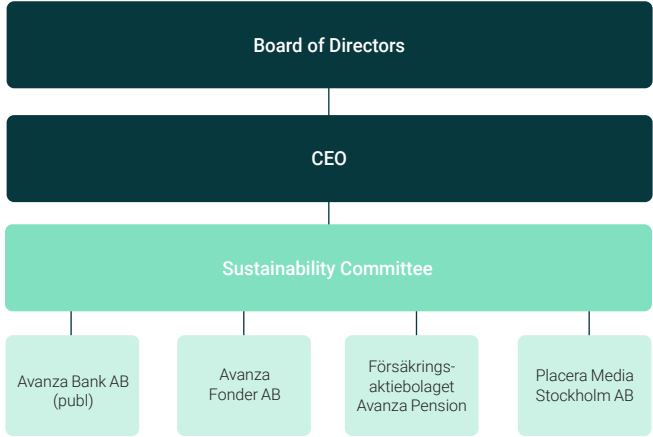 Board of Directors
CEO
Sustainability Committee
Avanza Bank AB
(publ)
Avanza
Fonder AB
Försäkrings-
aktiebolaget
Avanza Pension
Placera Media
Stockholm AB